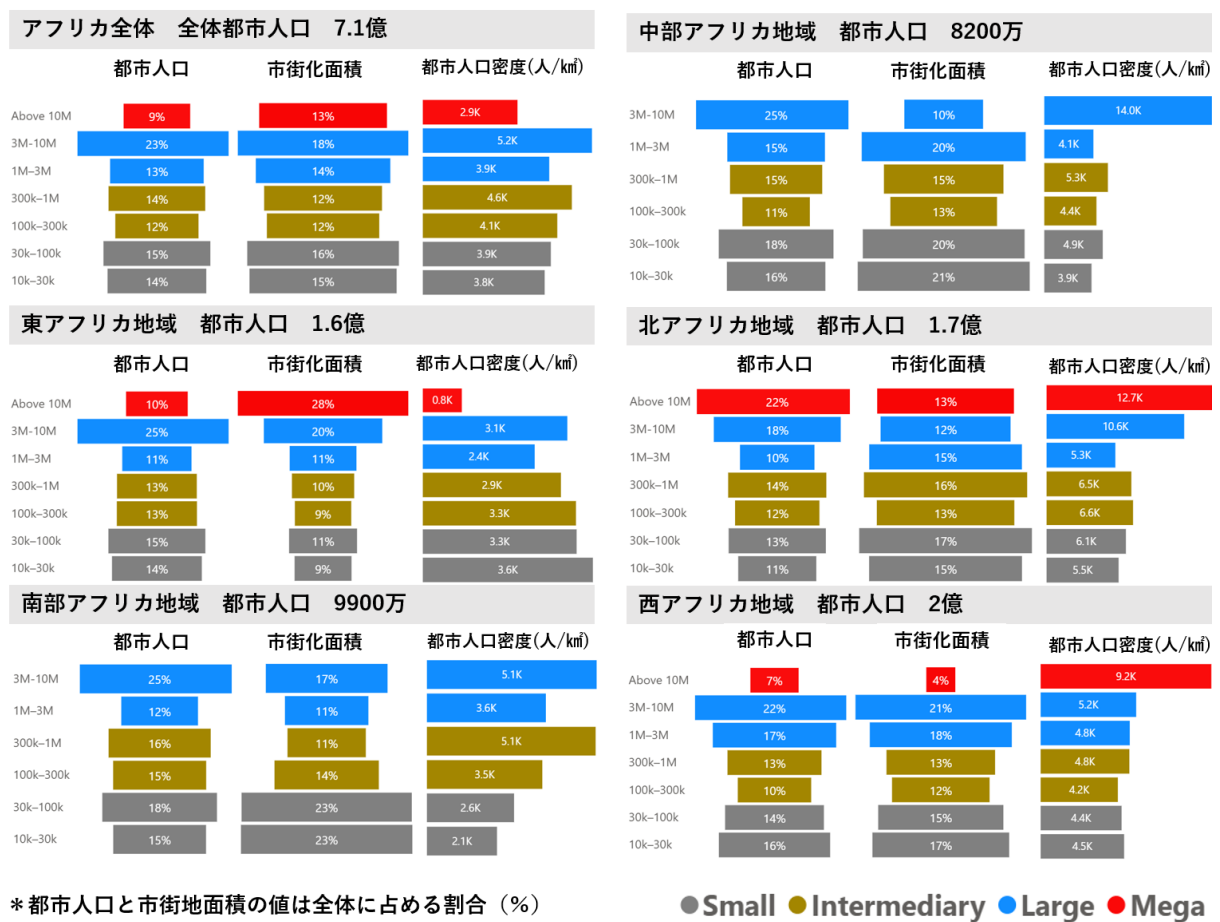 アフリカ全体　全体都市人口　7.1億
都市人口 市街化面積 都市人口密度(人/㎢)
Above 10M 9% 13% 2.9K
3M-10M 23% 18% 5.2K
1M–3M 13% 14% 3.9K
300k–1M 14% 12% 4.6K
100k–300k 12% 12% 4.1K
30k–100k 15% 16% 3.9K
10k–30k 14% 15% 3.8K
中部アフリカ地域　都市人口　8200万
都市人口 市街化面積 都市人口密度(人/㎢)
3M-10M 25% 10% 14.0K
1M–3M 15% 20% 4.1K
300k–1M 15% 15% 5.3K
100k–300k 11% 13% 4.4K
30k–100k 18% 20% 4.9K
10k–30k 16% 21% 3.9K
東アフリカ地域　都市人口　1.6億
都市人口 市街化面積 都市人口密度(人/㎢)
Above 10M 10% 28% 0.8K
3M-10M 25% 20% 3.1K
1M–3M 11% 11% 2.4K
300k–1M 13% 10% 2.9K
100k–300k 13% 9% 3.3K
30k–100k 15% 11% 3.3K
10k–30k 14% 9% 3.6K
北アフリカ地域　都市人口　1.7億
都市人口 市街化面積 都市人口密度(人/㎢)
Above 10M 22% 13% 12.7K
3M-10M 18% 12% 10.6K
1M–3M 10% 15% 5.3K
300k–1M 14% 16% 6.5K
100k–300k 12% 13% 6.6K
30k–100k 13% 17% 6.1K
10k–30k 11% 15% 5.5K
南部アフリカ地域　都市人口　9900万
都市人口 市街化面積 都市人口密度(人/㎢)
3M-10M 25% 17% 5.1K
1M–3M 12% 11% 3.6K
300k–1M 16% 11% 5.1K
100k–300k 15% 14% 3.5K
30k–100k 18% 23% 2.6K
10k–30k 15% 23% 2.1K
西アフリカ地域　都市人口　2億
都市人口 市街化面積 都市人口密度(人/㎢)
Above 10M 7% 4% 9.2K
3M-10M 22% 21% 5.2K
1M–3M 17% 18% 4.8K
300k–1M 13% 13% 4.8K
100k–300k 10% 12% 4.2K
30k–100k 14% 15% 4.4K
10k–30k 16% 17% 4.5K
＊都市人口と市街地面積の値は全体に占める割合（%）
Small Intermediary Large Mega